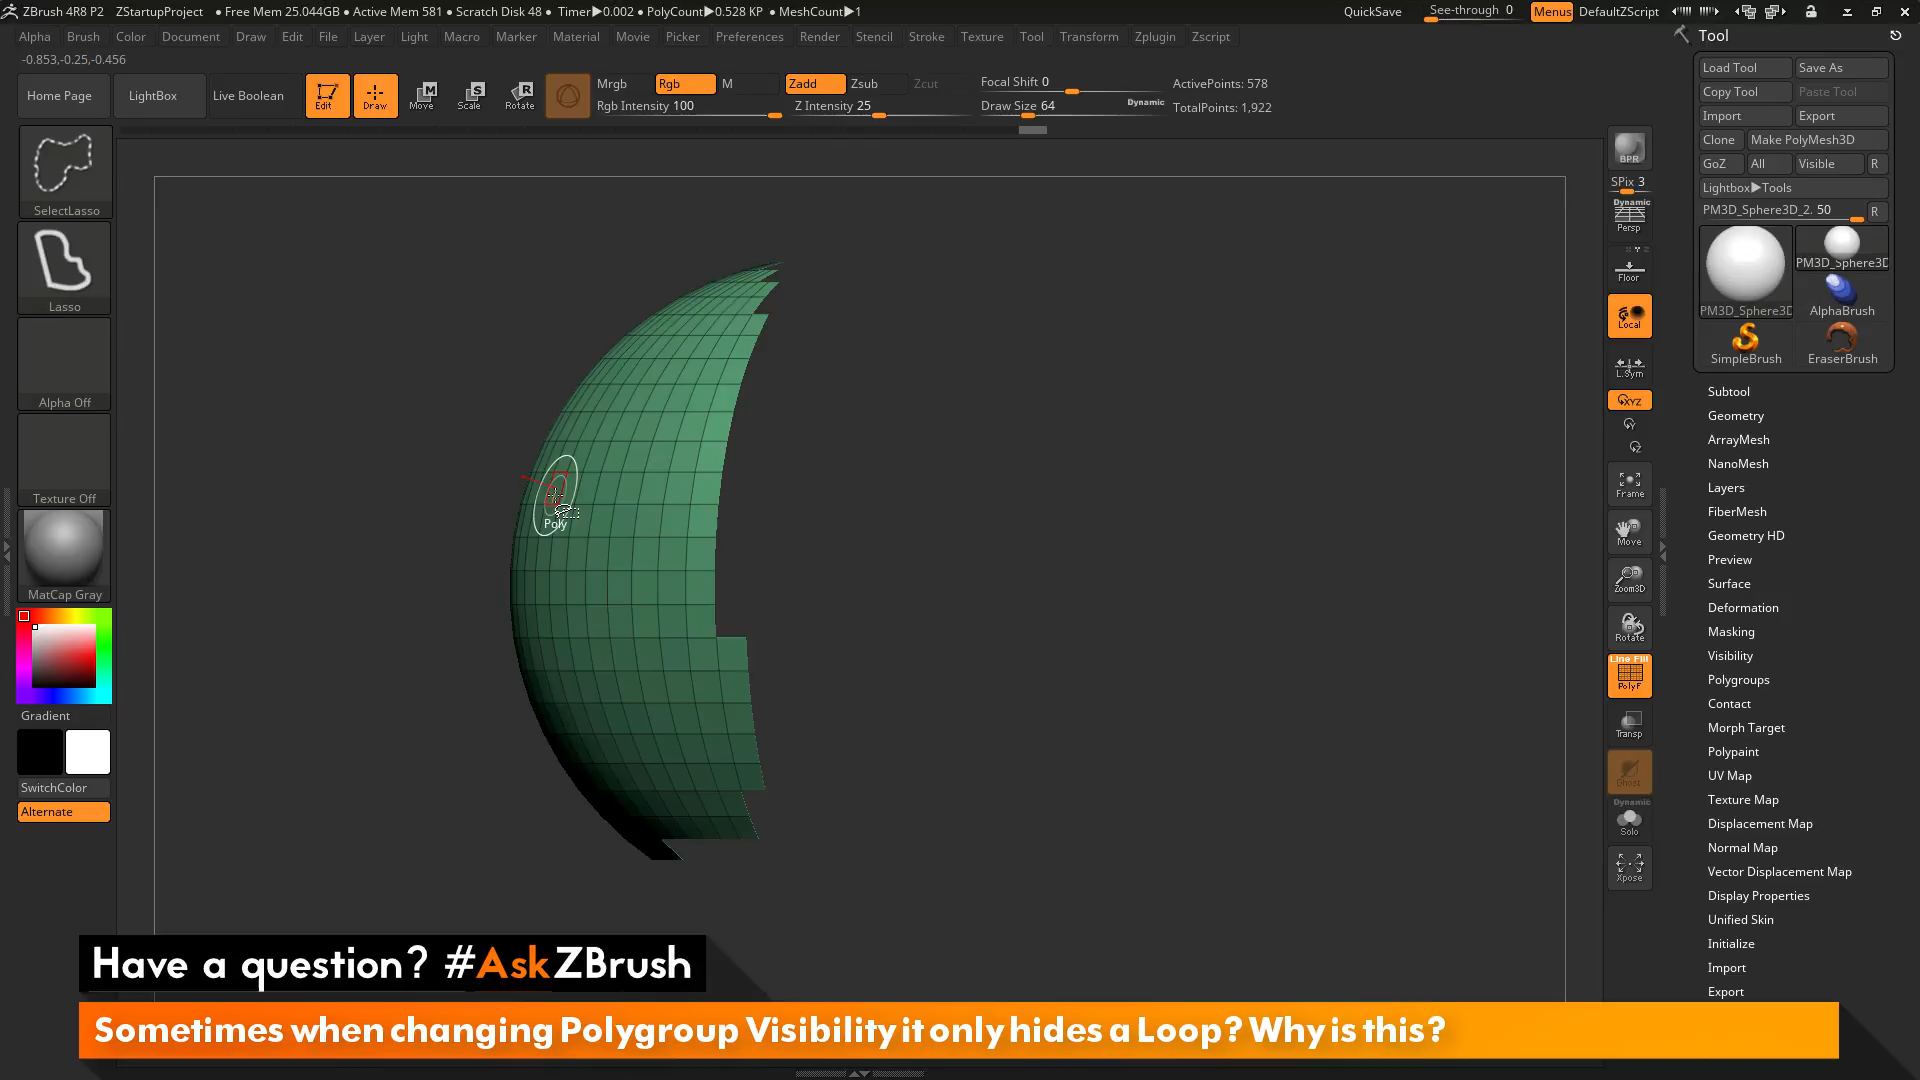 ZBrush 4R8 P2 ZStartupProject ● Free Mem 25.044GB ● Active Mem 581 ● Scratch Disk 48 ● Timer▶0.002 ● PolyCount▶0.528 KP ● MeshCount▶1 QuickSave See-through 0 Menus DefaultZScript
Alpha Brush Color Document Draw Edit File Layer Light Macro Marker Material Movie Picker Preferences Render Stencil Stroke Texture Tool Transform Zplugin Zscript
-0.853,-0.25,-0.456
Home Page LightBox Live Boolean Edit Draw Move Scale Rotate
Mrgb Rgb M Zadd Zsub Zcut Focal Shift 0 ActivePoints: 578
Rgb Intensity 100 Z Intensity 25 Draw Size 64 Dynamic TotalPoints: 1,922
SelectLasso
Lasso
Alpha Off
Texture Off
MatCap Gray
Gradient
SwitchColor
Alternate
Poly
BPR
SPix 3
Dynamic
Persp
Floor
Local
L.Sym
XYZ
Y
Z
Frame
Move
Zoom3D
Rotate
Line Fill
PolyF
Transp
Ghost
Dynamic
Solo
Xpose
Tool
Load Tool Save As
Copy Tool Paste Tool
Import Export
Clone Make PolyMesh3D
GoZ All Visible R
Lightbox▶Tools
PM3D_Sphere3D_2. 50 R
PM3D_Sphere3D PM3D_Sphere3D
AlphaBrush
SimpleBrush EraserBrush
Subtool
Geometry
ArrayMesh
NanoMesh
Layers
FiberMesh
Geometry HD
Preview
Surface
Deformation
Masking
Visibility
Polygroups
Contact
Morph Target
Polypaint
UV Map
Texture Map
Displacement Map
Normal Map
Vector Displacement Map
Display Properties
Unified Skin
Initialize
Import
Export
Have a question? #AskZBrush
Sometimes when changing Polygroup Visibility it only hides a Loop? Why is this?